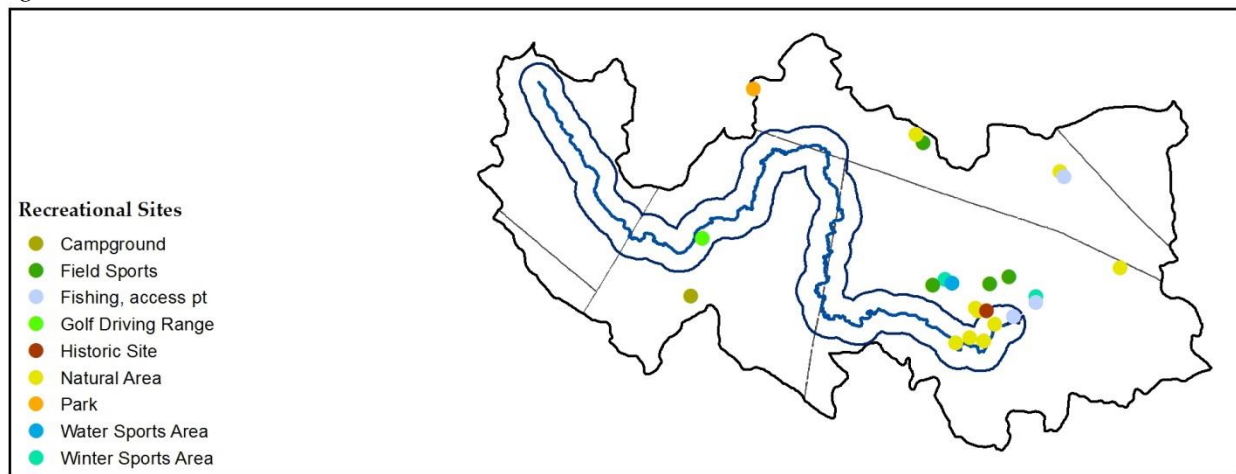 Recreational Sites
Campground
Field Sports
Fishing, access pt
Golf Driving Range
Historic Site
Natural Area
Park
Water Sports Area
Winter Sports Area